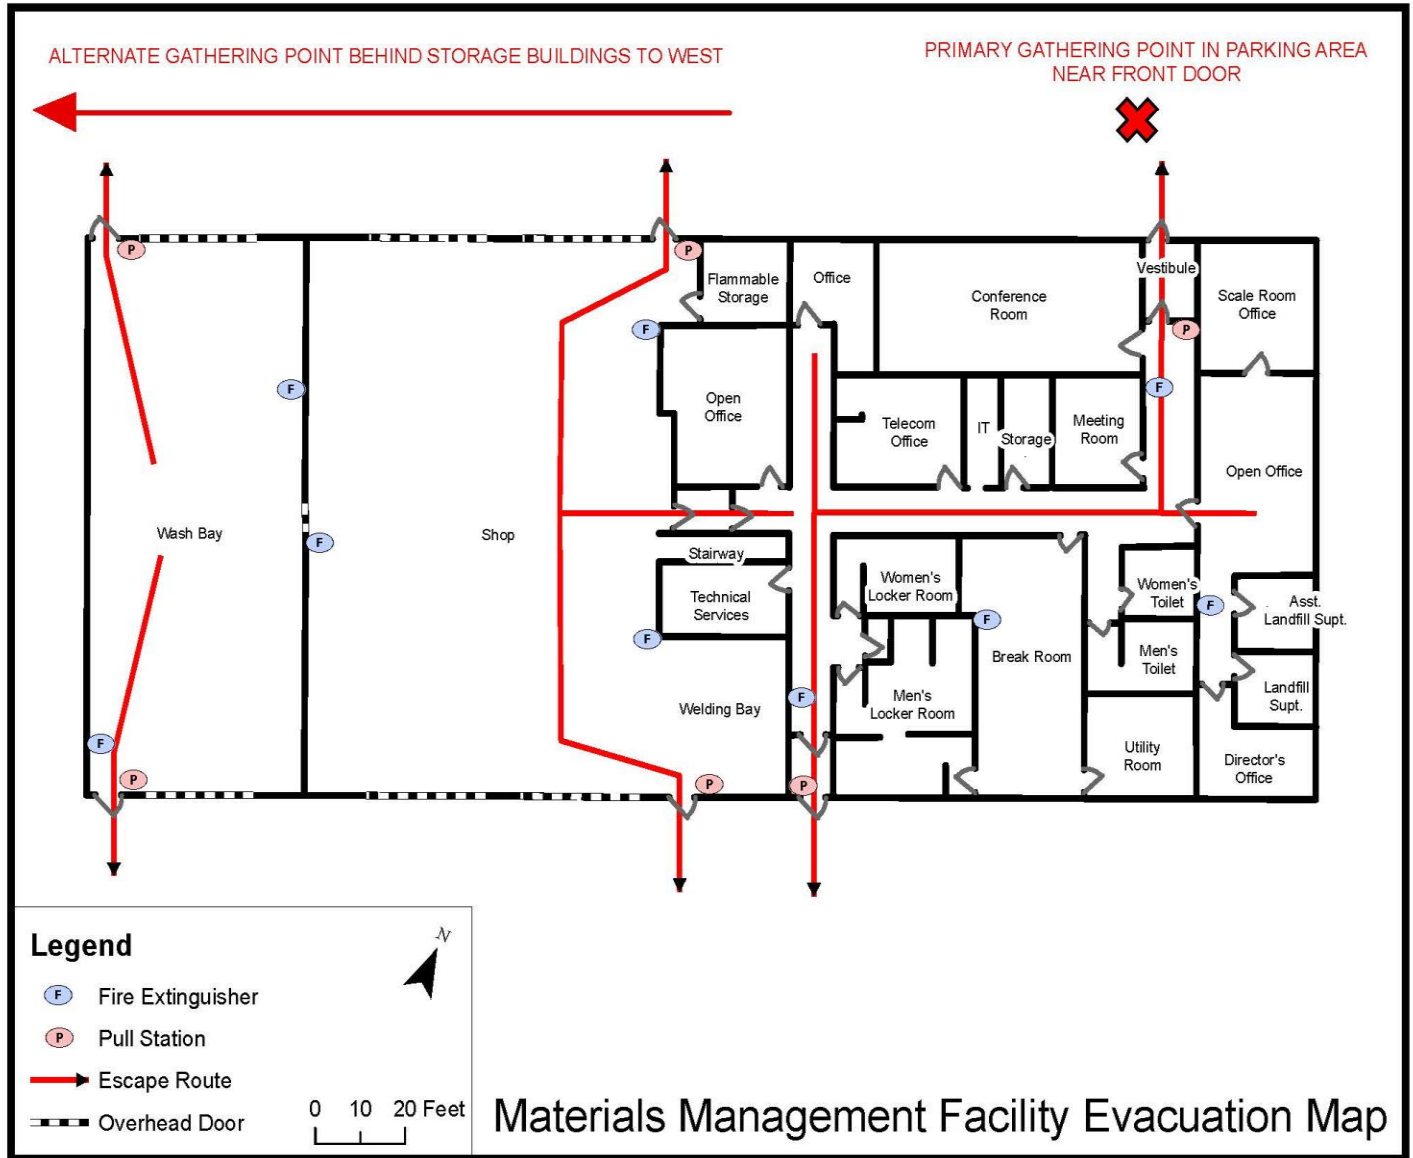 ALTERNATE GATHERING POINT BEHIND STORAGE BUILDINGS TO WEST
PRIMARY GATHERING POINT IN PARKING AREA
NEAR FRONT DOOR
P
P
Flammable
Storage
Office
Conference
Room
Vestibule
Scale Room
Office
F
P
F
F
Open
Office
Telecom
Office
IT
Storage
Meeting
Room
Open Office
Wash Bay
F
Shop
Stairway
Technical
Services
F
Women's
Locker Room
F
Break Room
Women's
Toilet
Men's
Toilet
F
Asst.
Landfill Supt.
Landfill
Supt.
Welding Bay
F
Men's
Locker Room
F
P
P
P
Utility
Room
Director's
Office
Legend
F Fire Extinguisher
P Pull Station
Escape Route
Overhead Door
0 10 20 Feet
N
Materials Management Facility Evacuation Map